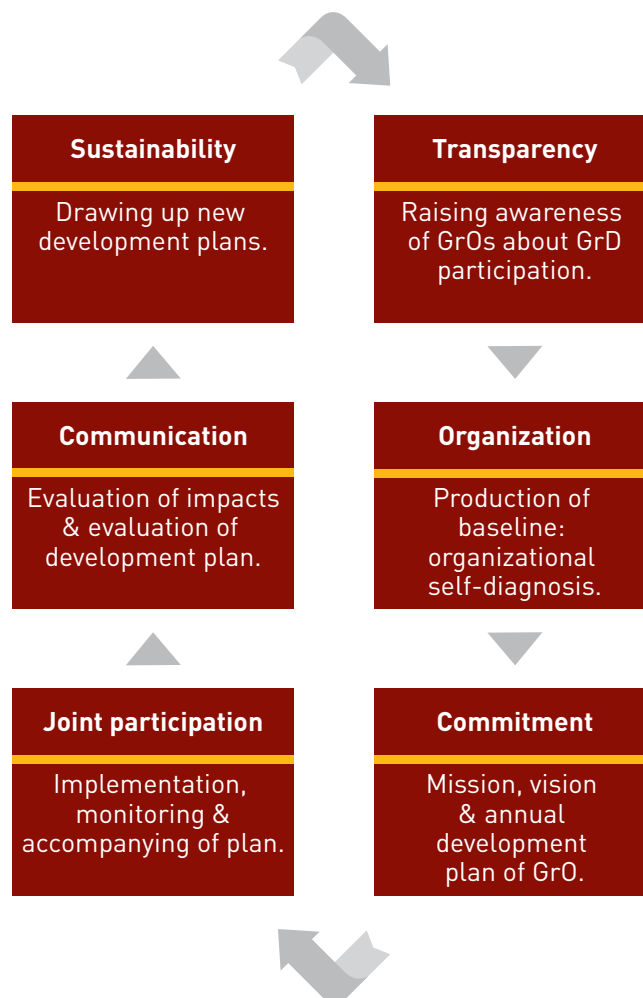 Sustainability
Drawing up new
development plans.
Transparency
Raising awareness
of GrOs about GrD
participation.
Communication
Evaluation of impacts
& evaluation of
development plan.
Organization
Production of
baseline:
organizational
self-diagnosis.
Joint participation
Implementation,
monitoring &
accompanying of plan.
Commitment
Mission, vision
& annual
development
plan of GrO.